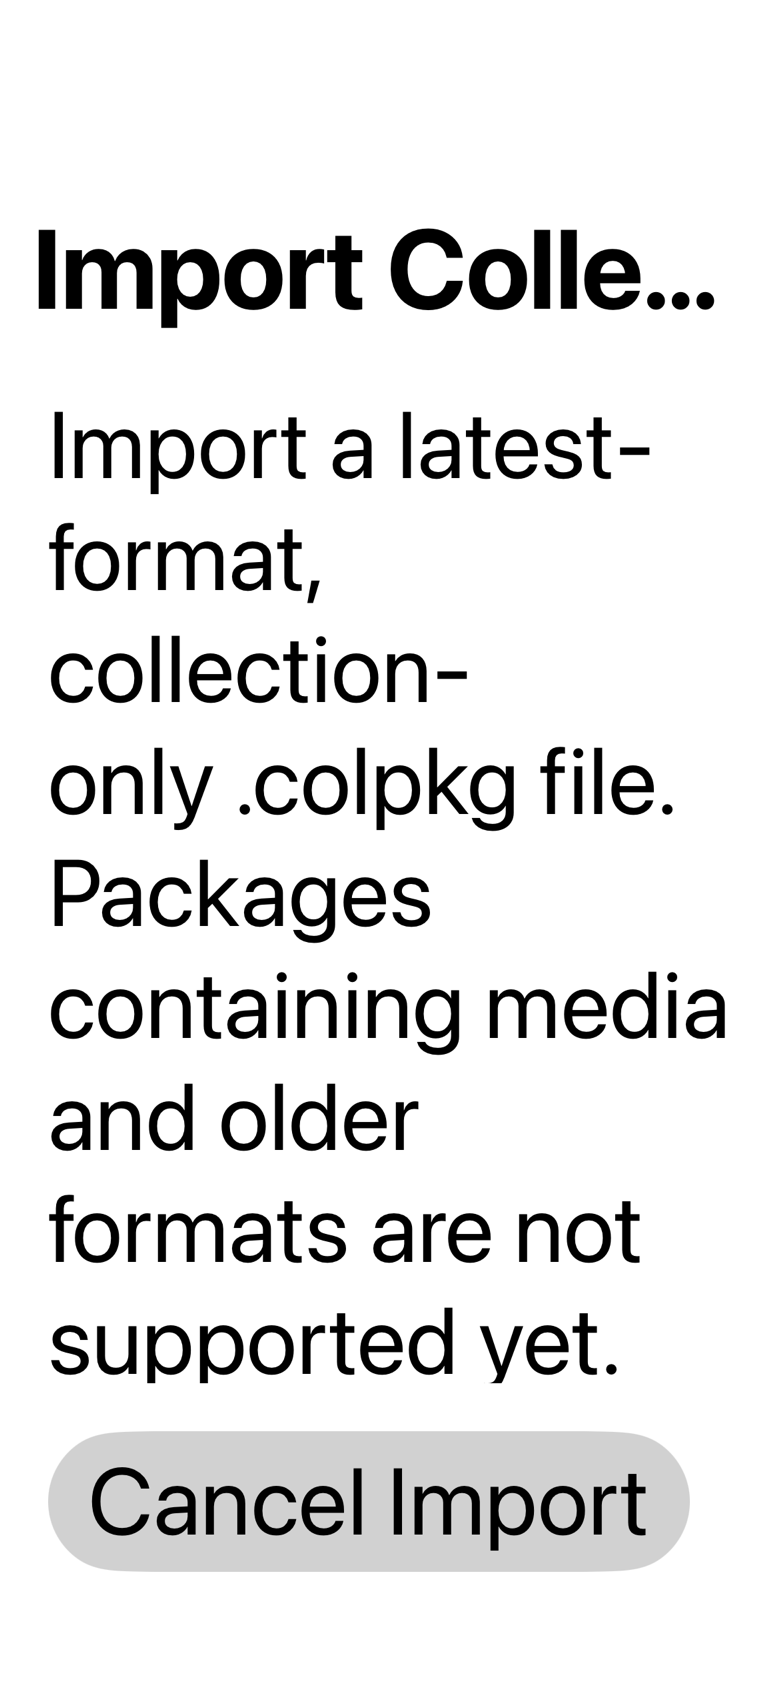 Import Colle...
Import a latest-
format,
collection-
only .colpkg file.
Packages
containing media
and older
formats are not
supported yet.
Cancel Import